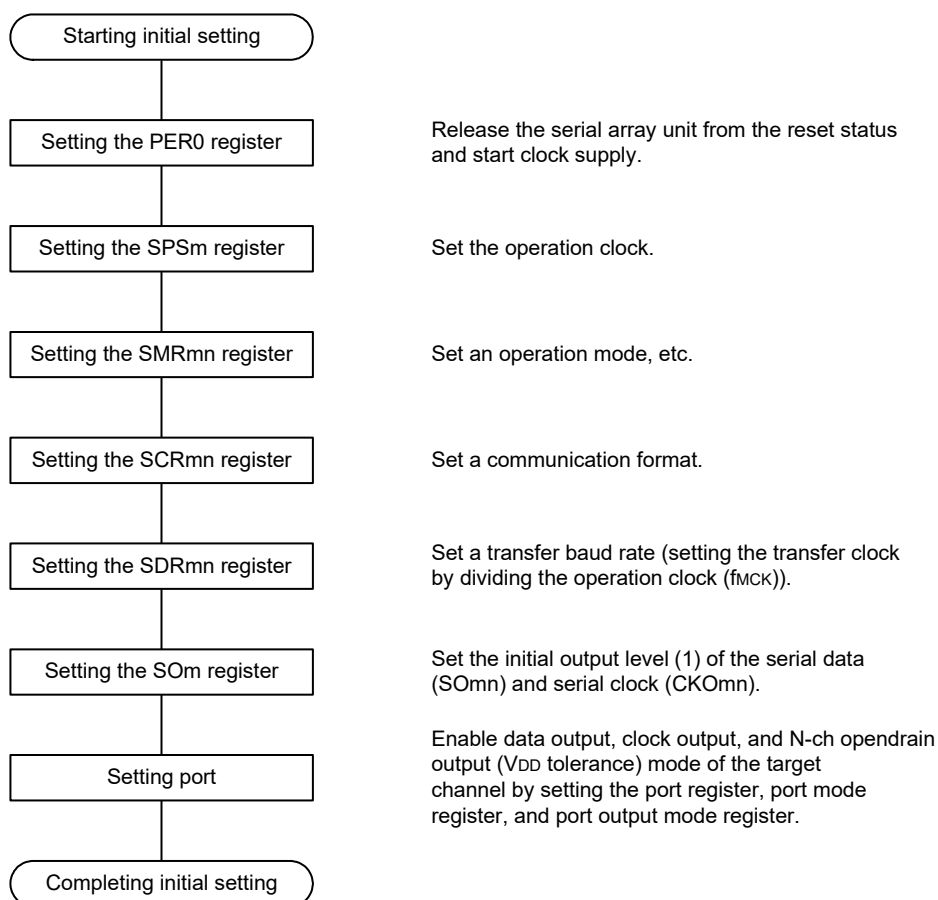 Starting initial setting
Setting the PER0 register
Release the serial array unit from the reset status
and start clock supply.
Setting the SPSm register
Set the operation clock.
Setting the SMRmn register
Set an operation mode, etc.
Setting the SCRmn register
Set a communication format.
Setting the SDRmn register
Set a transfer baud rate (setting the transfer clock
by dividing the operation clock (fMCK)).
Setting the SOm register
Set the initial output level (1) of the serial data
(SOmn) and serial clock (CKOmn).
Setting port
Enable data output, clock output, and N-ch opendrain
output (VDD tolerance) mode of the target
channel by setting the port register, port mode
register, and port output mode register.
Completing initial setting